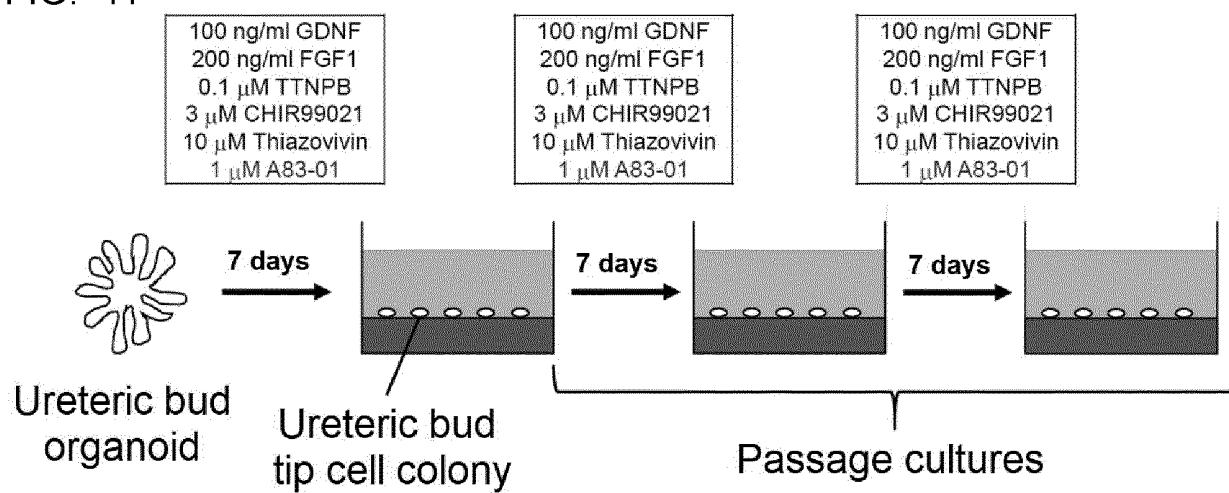 100 ng/ml GDNF
200 ng/ml FGF1
0.1 μM TTNPB
3 μM CHIR99021
10 μM Thiazovivin
1 μM A83-01
100 ng/ml GDNF
200 ng/ml FGF1
0.1 μM TTNPB
3 μM CHIR99021
10 μM Thiazovivin
1 μM A83-01
100 ng/ml GDNF
200 ng/ml FGF1
0.1 μM TTNPB
3 μM CHIR99021
10 μM Thiazovivin
1 μM A83-01
7 days
7 days
7 days
Ureteric bud
organoid
Ureteric bud
tip cell colony
Passage cultures